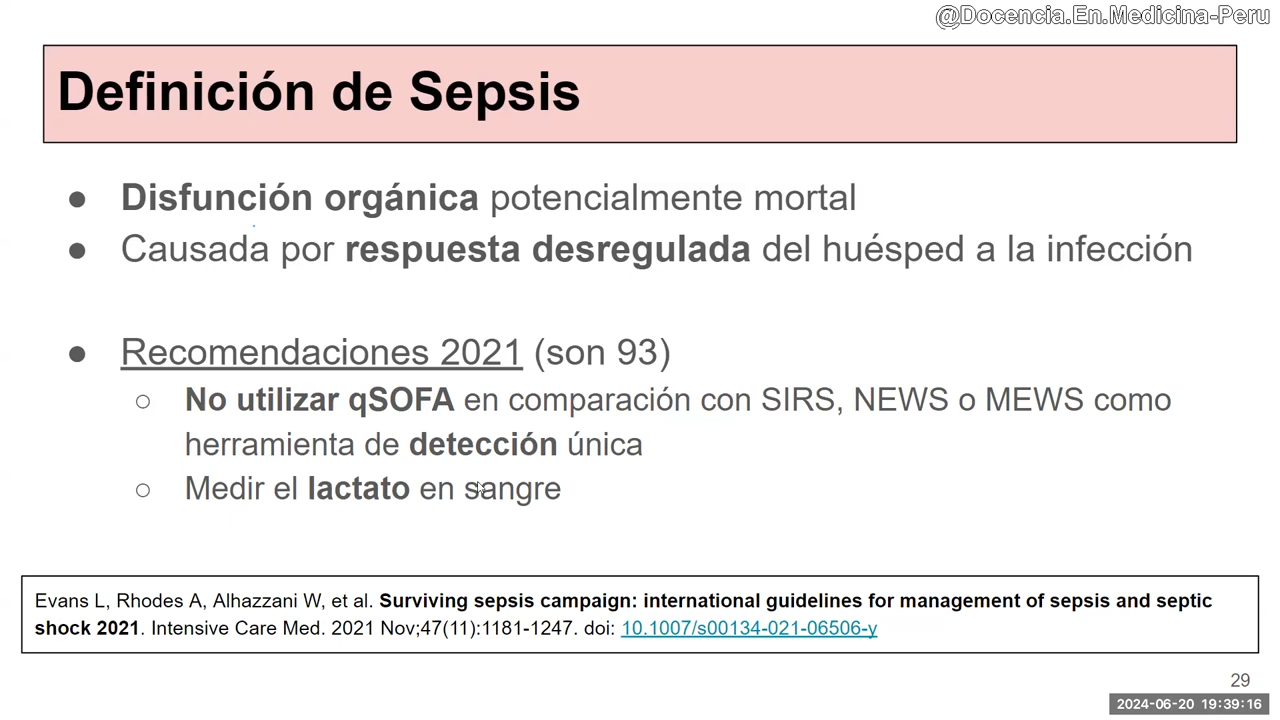 @Docencia.En.Medicina-Peru
Definición de Sepsis
● Disfunción orgánica potencialmente mortal
● Causada por respuesta desregulada del huésped a la infección
● Recomendaciones 2021 (son 93)
○ No utilizar qSOFA en comparación con SIRS, NEWS o MEWS como
herramienta de detección única
○ Medir el lactato en sangre
Evans L, Rhodes A, Alhazzani W, et al. Surviving sepsis campaign: international guidelines for management of sepsis and septic
shock 2021. Intensive Care Med. 2021 Nov;47(11):1181-1247. doi: 10.1007/s00134-021-06506-y
29
2024-06-20 19:39:16